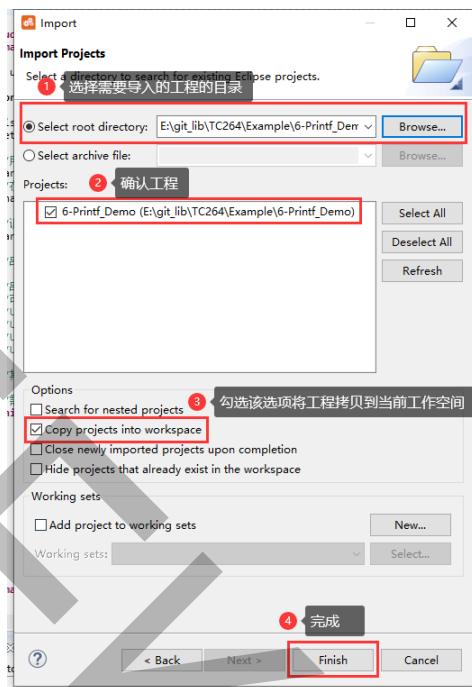 Import
Import Projects
Select a directory to search for existing Eclipse projects.
1 选择需要导入的工程的目录
Select root directory: E:\git_lib\TC264\Example\6-Printf_Dem Browse...
Select archive file: Browse...
Projects: 2 确认工程
6-Printf_Demo (E:\git_lib\TC264\Example\6-Printf_Demo) Select All
Deselect All
Refresh
Options
3 勾选该选项将工程拷贝到当前工作空间
Search for nested projects
Copy projects into workspace
Close newly imported projects upon completion
Hide projects that already exist in the workspace
Working sets
Add project to working sets New...
Working sets: Select...
4 完成
? < Back Next > Finish Cancel